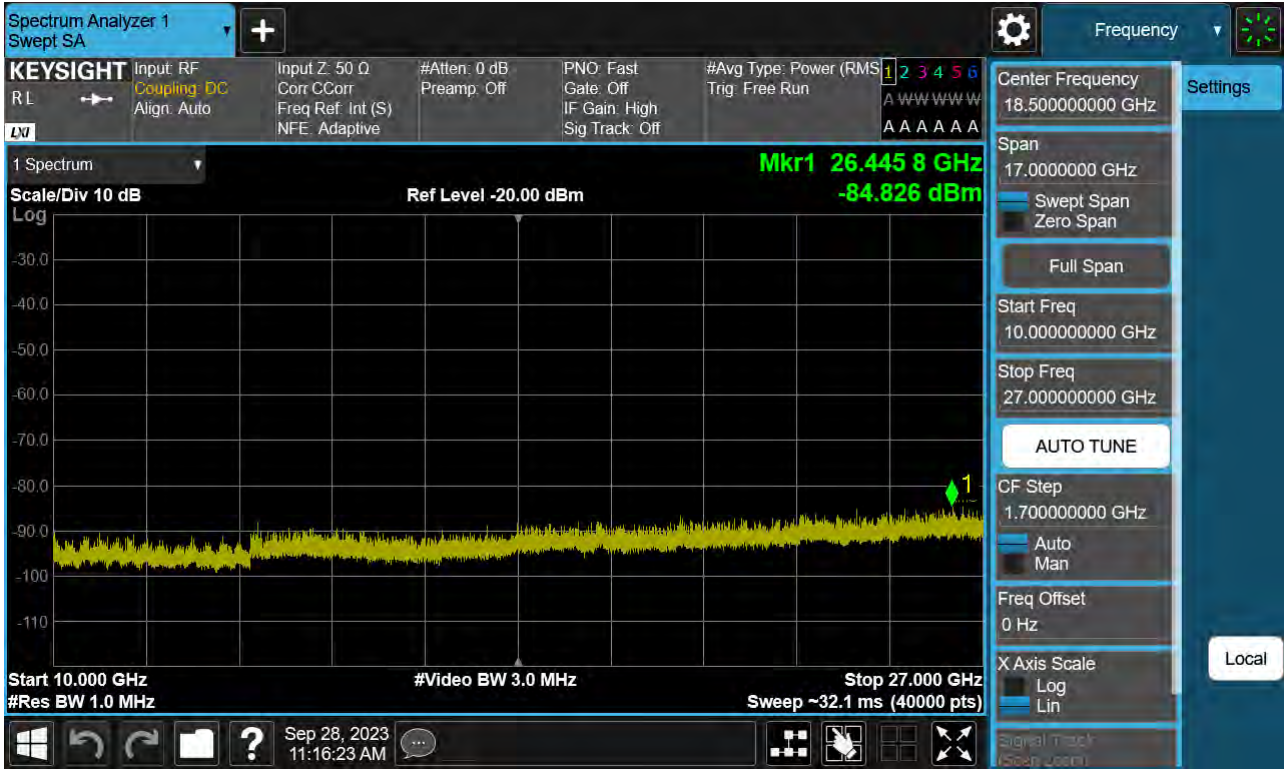 Spectrum Analyzer 1
Swept SA
Frequency
KEYSIGHT
R L
LXI
Input: RF
Coupling: DC
Align: Auto
Input Z: 50 Ω
Corr CCorr
Freq Ref: Int (S)
NFE: Adaptive
#Atten: 0 dB
Preamp: Off
PNO: Fast
Gate: Off
IF Gain: High
Sig Track: Off
#Avg Type: Power (RMS
Trig: Free Run
1 2 3 4 5 6
A W W W W W
A A A A A A
1 Spectrum
Scale/Div 10 dB
Log
Ref Level -20.00 dBm
Mkr1 26.445 8 GHz
-84.826 dBm
1
-30.0
-40.0
-50.0
-60.0
-70.0
-80.0
-90.0
-100
-110
Start 10.000 GHz
#Res BW 1.0 MHz
#Video BW 3.0 MHz
Stop 27.000 GHz
Sweep ~32.1 ms (40000 pts)
Center Frequency
18.500000000 GHz
Span
17.0000000 GHz
Swept Span
Zero Span
Full Span
Start Freq
10.000000000 GHz
Stop Freq
27.000000000 GHz
AUTO TUNE
CF Step
1.700000000 GHz
Auto
Man
Freq Offset
0 Hz
X Axis Scale
Log
Lin
Signal Track
(Span Zoom)
Settings
Local
?
Sep 28, 2023
11:16:23 AM